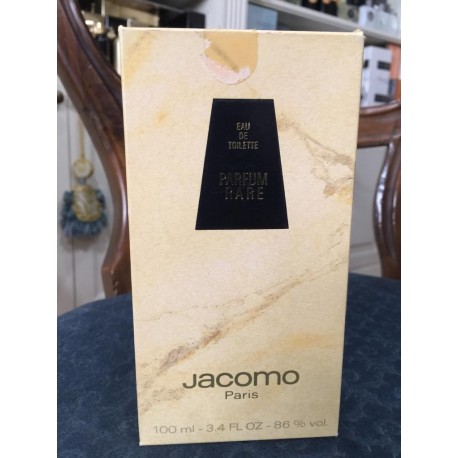 EAU
DE
TOILETTE
PARFUM
RARE
Jacomo
Paris
100 ml - 3.4 FL OZ - 86 % vol.